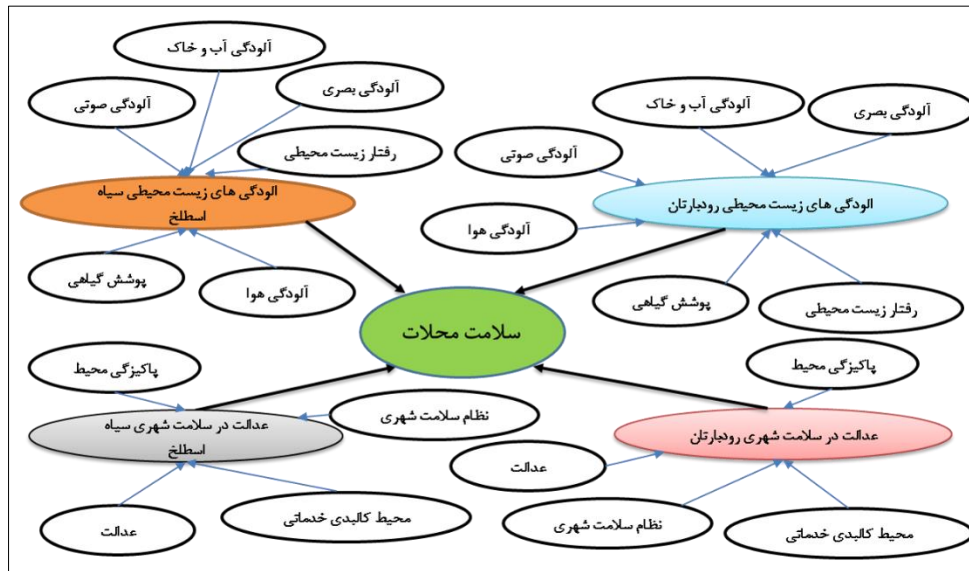 آلودگی آب و خاک
آلودگی بصری
آلودگی صوتی
رفتار زیست محیطی
الودگی های زیست محیطی سیاه
اسطلخ
پوشش گیاهی
آلودگی هوا
آلودگی آب و خاک
آلودگی بصری
آلودگی صوتی
الودگی های زیست محیطی رودبارتان
آلودگی هوا
پوشش گیاهی
رفتار زیست محیطی
سلامت محلات
پاکیزگی محیط
نظام سلامت شهری
عدالت در سلامت شهری سیاه
اسطلخ
عدالت
محیط کالبدی خدماتی
پاکیزگی محیط
عدالت در سلامت شهری رودبارتان
عدالت
نظام سلامت شهری
محیط کالبدی خدماتی